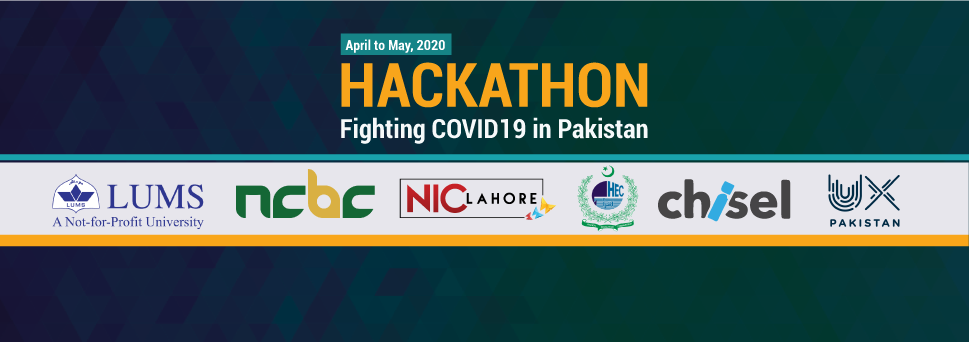 April to May, 2020
HACKATHON
Fighting COVID19 in Pakistan
LUMS
LUMS
A Not-for-Profit University
ncbc
NIC LAHORE
HEC
chisel
UX
PAKISTAN